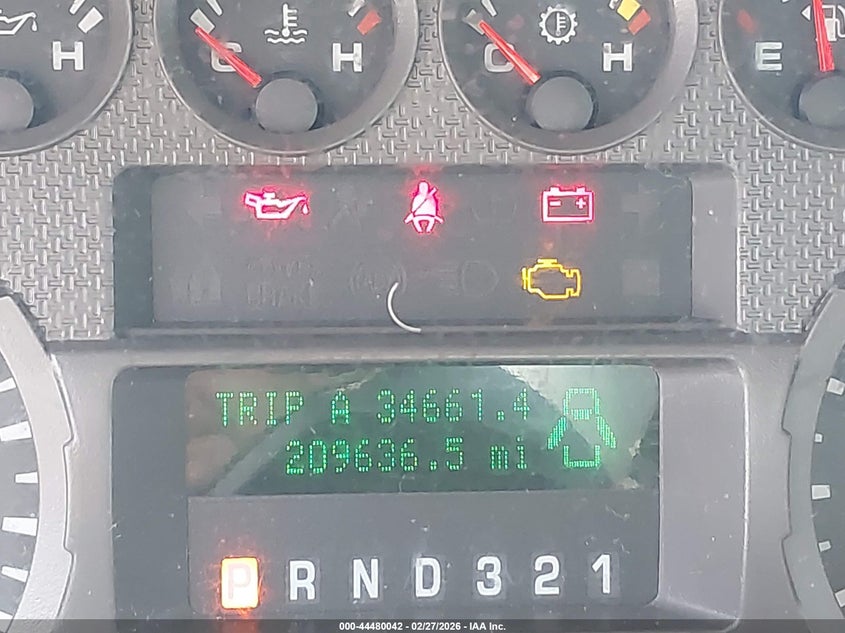 H C H C H E
TRIP A 34661.4
209636.5 mi
P R N D 3 2 1
000-44480042 - 02/27/2026 - IAA Inc.